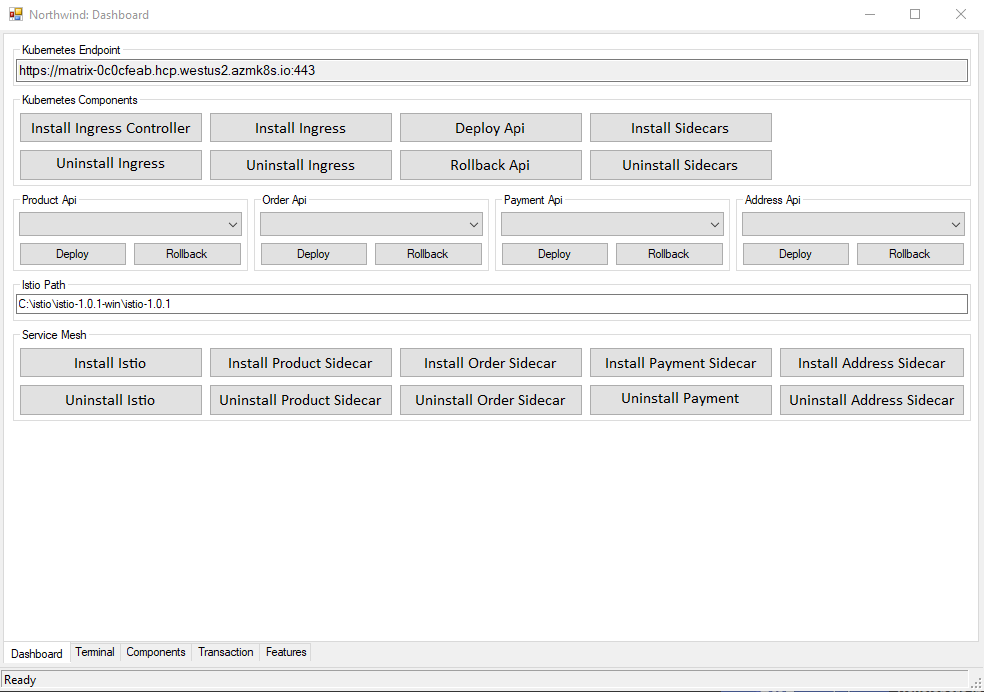 Northwind: Dashboard
Kubernetes Endpoint
https://matrix-0c0cfeab.hcp.westus2.azmk8s.io:443
Kubernetes Components
Install Ingress Controller Install Ingress Deploy Api Install Sidecars
Uninstall Ingress Uninstall Ingress Rollback Api Uninstall Sidecars
Product Api Order Api Payment Api Address Api
Deploy Rollback Deploy Rollback Deploy Rollback Deploy Rollback
Istio Path
C:\istio\istio-1.0.1-win\istio-1.0.1
Service Mesh
Install Istio Install Product Sidecar Install Order Sidecar Install Payment Sidecar Install Address Sidecar
Uninstall Istio Uninstall Product Sidecar Uninstall Order Sidecar Uninstall Payment Uninstall Address Sidecar
Dashboard Terminal Components Transaction Features
Ready